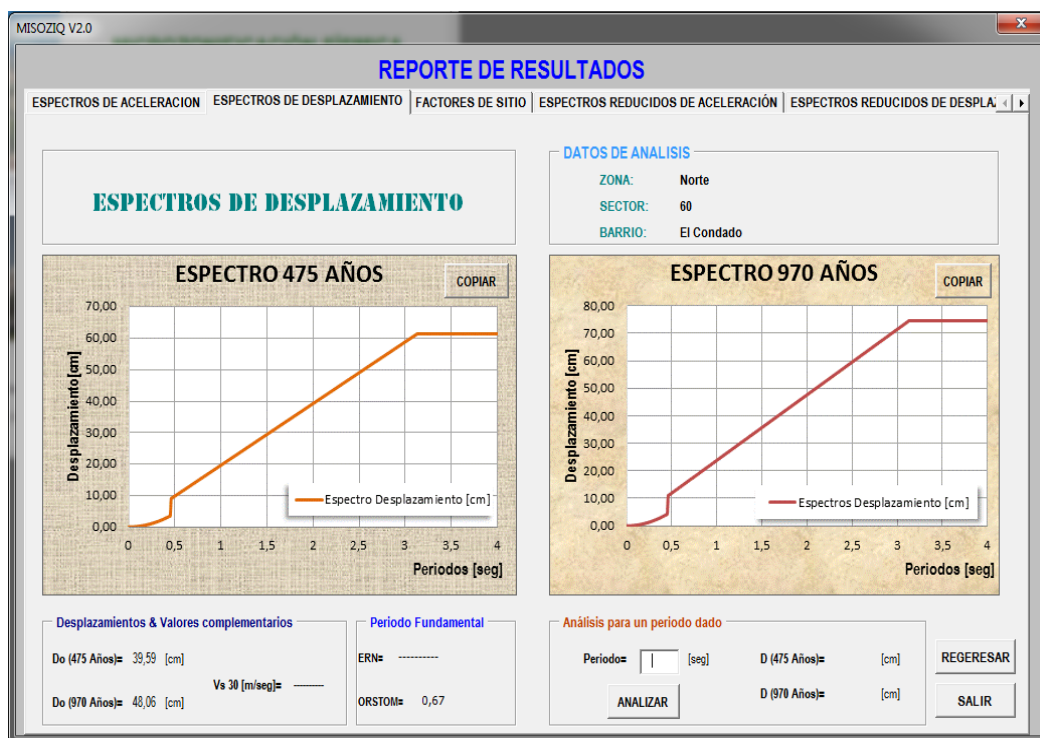 MISOZIQ V2.0
REPORTE DE RESULTADOS
ESPECTROS DE ACELERACION
ESPECTROS DE DESPLAZAMIENTO
FACTORES DE SITIO
ESPECTROS REDUCIDOS DE ACELERACIÓN
ESPECTROS REDUCIDOS DE DESPLA
ESPECTROS DE DESPLAZAMIENTO
DATOS DE ANALISIS
ZONA: Norte
SECTOR: 60
BARRIO: El Condado
ESPECTRO 475 AÑOS
COPIAR
Desplazamiento[cm]
70,00
60,00
50,00
40,00
30,00
20,00
10,00
0,00
Espectro Desplazamiento [cm]
0 0,5 1 1,5 2 2,5 3 3,5 4
Periodos [seg]
ESPECTRO 970 AÑOS
COPIAR
Desplazamiento [cm]
80,00
70,00
60,00
50,00
40,00
30,00
20,00
10,00
0,00
Espectros Desplazamiento [cm]
0 0,5 1 1,5 2 2,5 3 3,5 4
Periodos [seg]
Desplazamientos & Valores complementarios
Do (475 Años)= 39,59 [cm]
Vs 30 [m/seg]= --------
Do (970 Años)= 48,06 [cm]
Periodo Fundamental
ERN= ----------
ORSTOM= 0,67
Análisis para un periodo dado
Periodo= [seg]
D (475 Años)= [cm]
ANALIZAR
D (970 Años)= [cm]
REGERESAR
SALIR